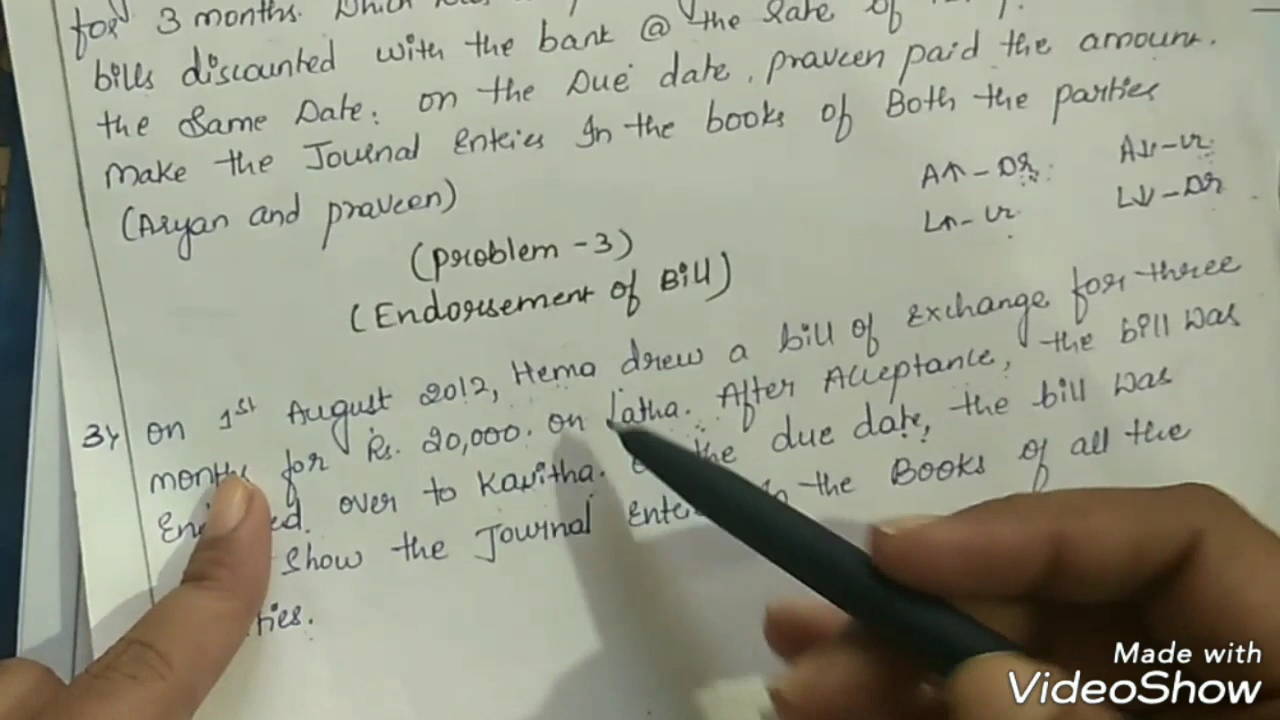 for 3 months. Which
bills discounted with the bank @ the Rate of
the Same Date. on the Due date, praveen paid the amount.
Make the Journal Entries In the books of Both the parties
(Aryan and praveen)
A↑ - Dr. A↓ - Cr.
L↑ - Cr. L↓ - Dr
(problem - 3)
(Endorsement of Bill)
3) On 1st August 2012, Hema drew a bill of Exchange for three
months for Rs. 20,000. on Latha. After Acceptance, the bill was
over to Kavitha. the due date, the bill was
Show the Journal the Books of all the
Made with
VideoShow